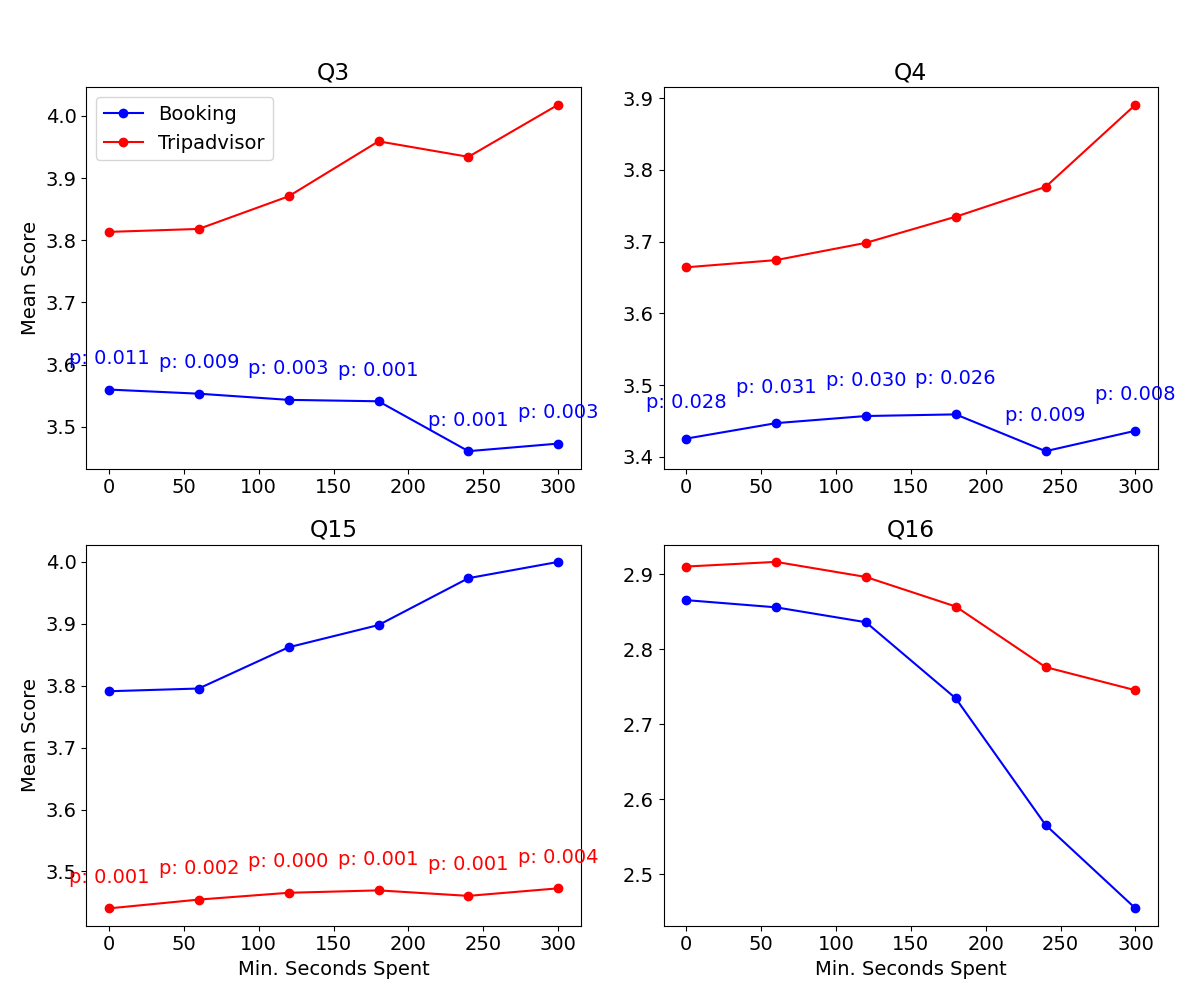 Q3
Booking
Tripadvisor
Mean Score
4.0
3.9
3.8
3.7
3.6
3.5
p: 0.011
p: 0.009
p: 0.003
p: 0.001
p: 0.001
p: 0.003
0 50 100 150 200 250 300
Q4
3.9
3.8
3.7
3.6
3.5
3.4
p: 0.028
p: 0.031
p: 0.030
p: 0.026
p: 0.009
p: 0.008
0 50 100 150 200 250 300
Q15
Mean Score
4.0
3.9
3.8
3.7
3.6
3.5
p: 0.001
p: 0.002
p: 0.000
p: 0.001
p: 0.001
p: 0.004
0 50 100 150 200 250 300
Min. Seconds Spent
Q16
2.9
2.8
2.7
2.6
2.5
0 50 100 150 200 250 300
Min. Seconds Spent